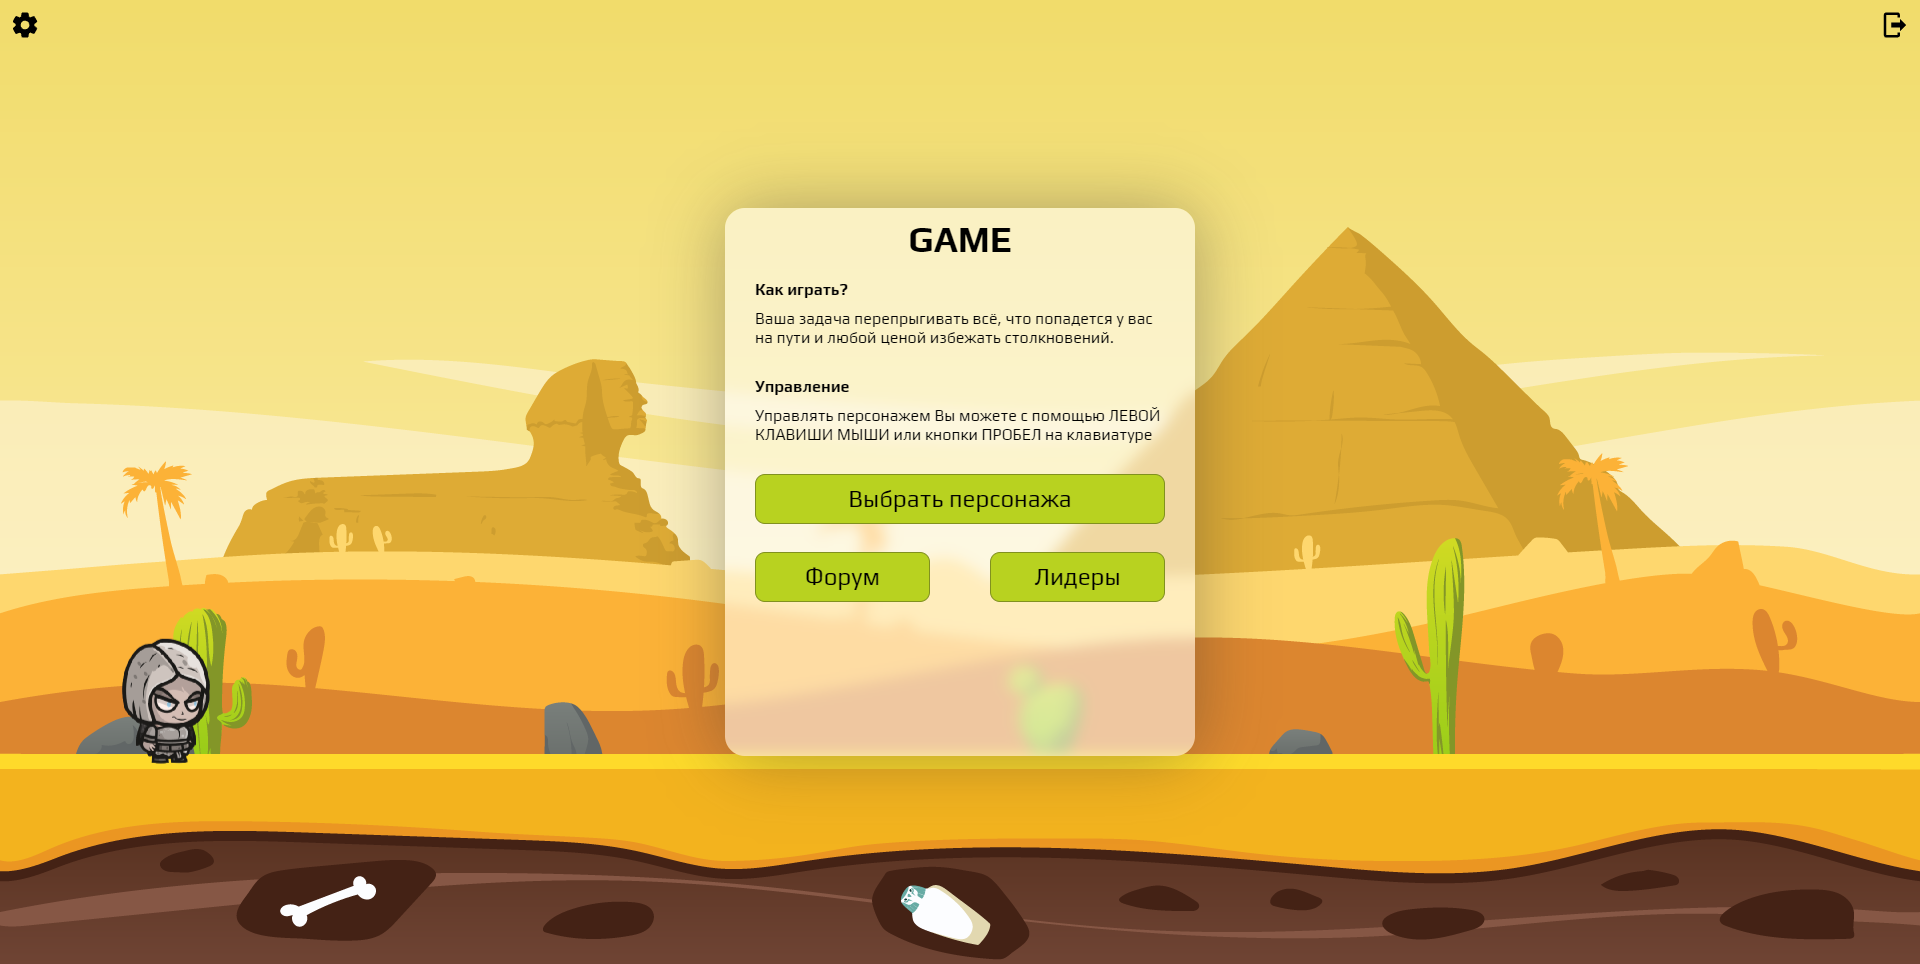 GAME
Как играть?
Ваша задача перепрыгивать всё, что попадется у вас
на пути и любой ценой избежать столкновений.
Управление
Управлять персонажем Вы можете с помощью ЛЕВОЙ
КЛАВИШИ МЫШИ или кнопки ПРОБЕЛ на клавиатуре
Выбрать персонажа
Форум
Лидеры